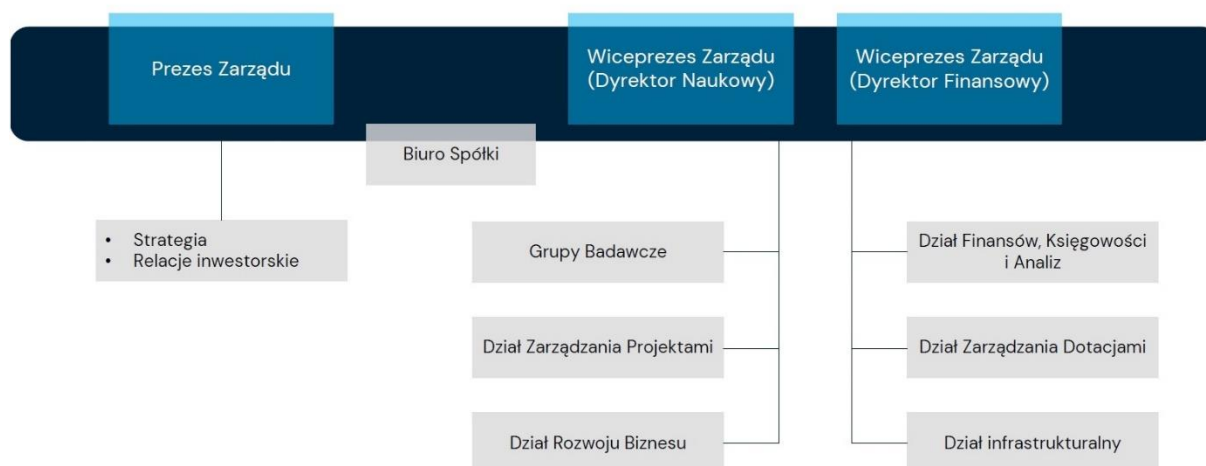 Prezes Zarządu
Wiceprezes Zarządu
(Dyrektor Naukowy)
Wiceprezes Zarządu
(Dyrektor Finansowy)
Biuro Spółki
• Strategia
• Relacje inwestorskie
Grupy Badawcze
Dział Finansów, Księgowości
i Analiz
Dział Zarządzania Projektami
Dział Zarządzania Dotacjami
Dział Rozwoju Biznesu
Dział infrastrukturalny